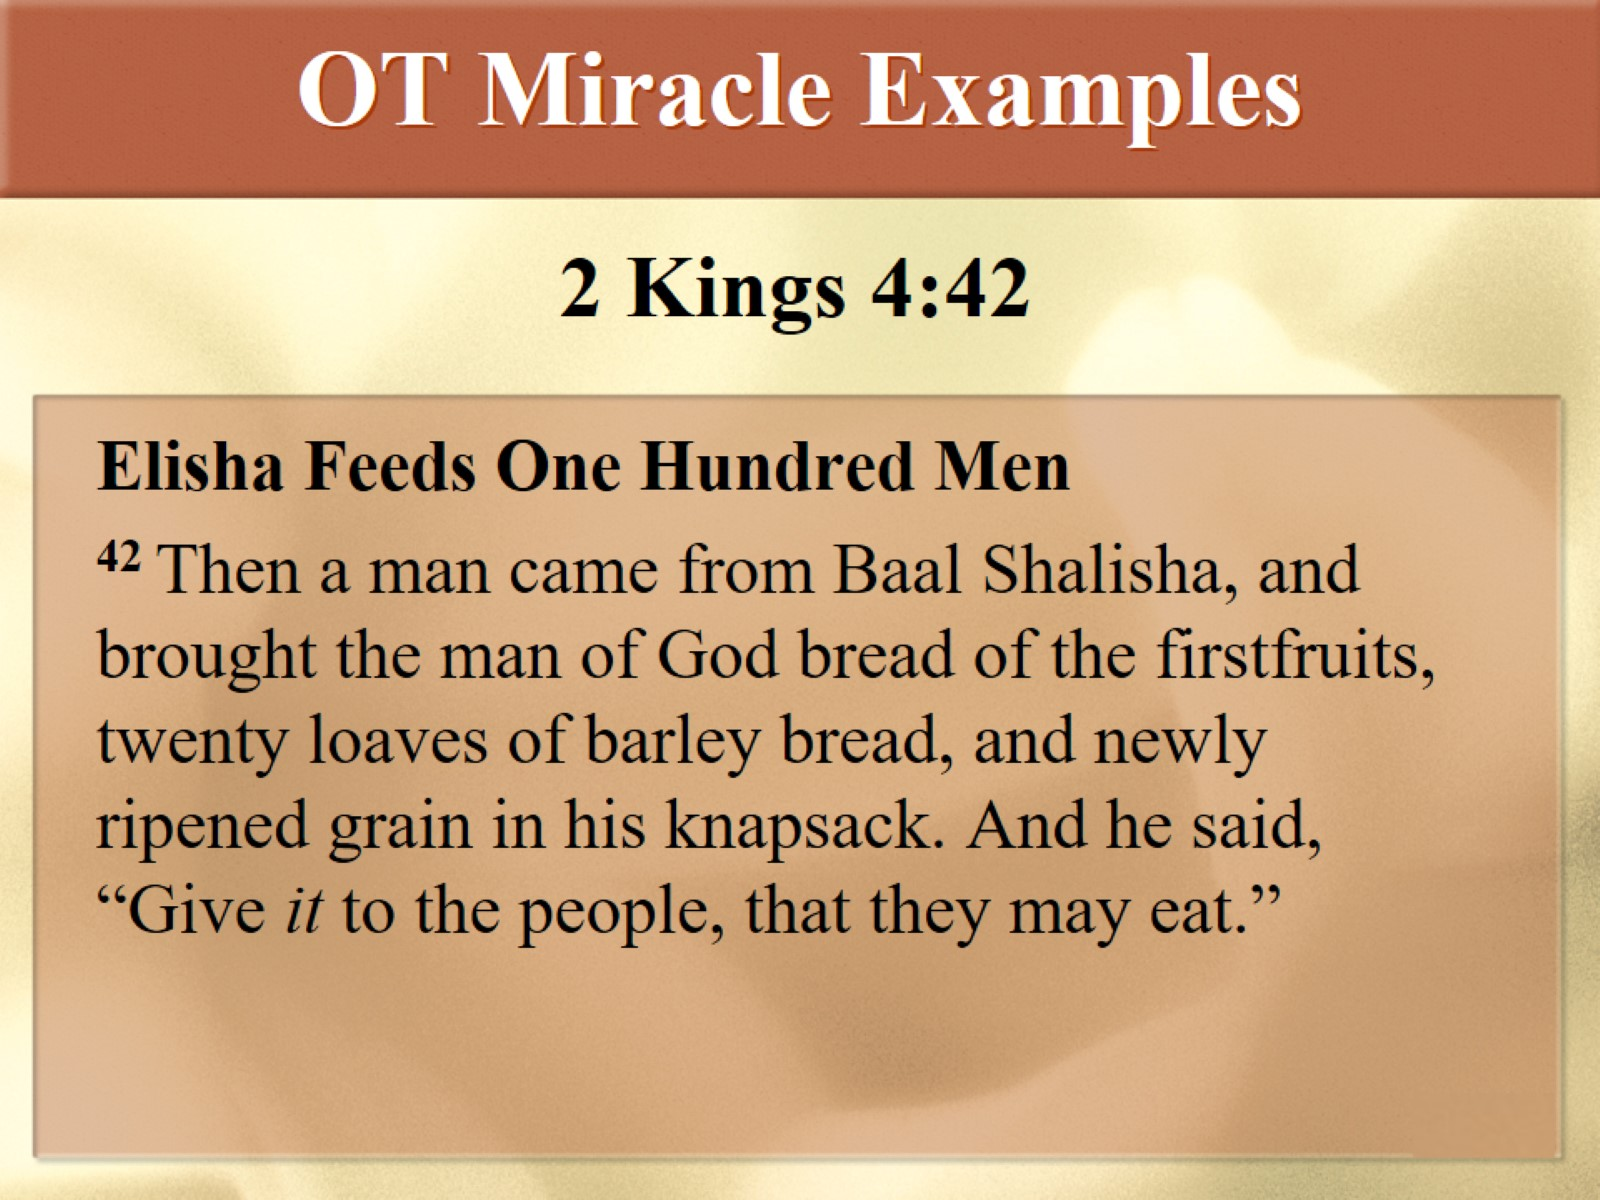 OT Miracle Examples
2 Kings 4:42
Elisha Feeds One Hundred Men
42 Then a man came from Baal Shalisha, and
brought the man of God bread of the firstfruits,
twenty loaves of barley bread, and newly
ripened grain in his knapsack. And he said,
“Give it to the people, that they may eat.”